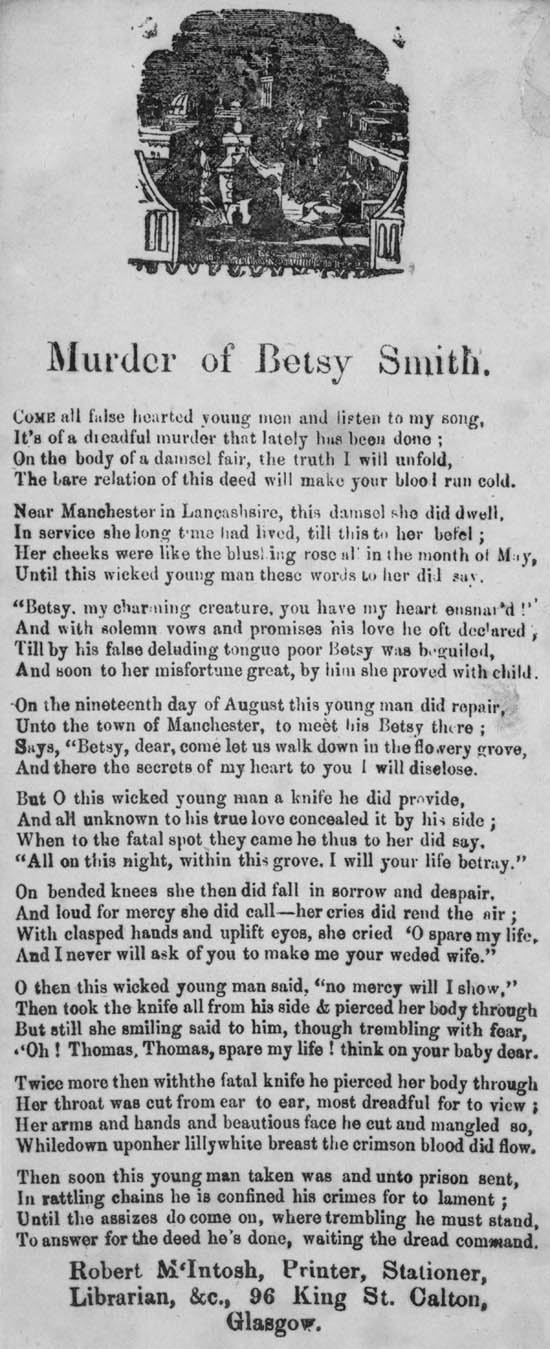 Murder of Betsy Smith.
COME all false hearted young men and listen to my song,
It's of a dreadful murder that lately has been done ;
On the body of a damsel fair, the truth I will unfold,
The bare relation of this deed will make your blood run cold.
Near Manchester in Lancashsire, this damsel she did dwell,
In service she long time had lived, till this to her befel ;
Her cheeks were like the blushing rose all in the month of May,
Until this wicked young man these words to her did say.
"Betsy, my charming creature, you have my heart ensnar'd !"
And with solemn vows and promises his love he oft declared ;
Till by his false deluding tongue poor Betsy was beguiled,
And soon to her misfortune great, by him she proved with child.
On the nineteenth day of August this young man did repair,
Unto the town of Manchester, to meet his Betsy there ;
Says, "Betsy, dear, come let us walk down in the flowery grove,
And there the secrets of my heart to you I will disclose.
But O this wicked young man a knife he did provide,
And all unknown to his true love concealed it by his side ;
When to the fatal spot they came he thus to her did say,
"All on this night, within this grove, I will your life betray."
On bended knees she then did fall in sorrow and despair,
And loud for mercy she did call—her cries did rend the air ;
With clasped hands and uplift eyes, she cried 'O spare my life,
And I never will ask of you to make me your weded wife."
O then this wicked young man said, "no mercy will I show,"
Then took the knife all from his side & pierced her body through
But still she smiling said to him, though trembling with fear,
"Oh ! Thomas, Thomas, spare my life ! think on your baby dear.
Twice more then withthe fatal knife he pierced her body through
Her throat was cut from ear to ear, most dreadful for to view ;
Her arms and hands and beautious face he cut and mangled so,
Whiledown uponher lillywhite breast the crimson blood did flow.
Then soon this young man taken was and unto prison sent,
In rattling chains he is confined his crimes for to lament ;
Until the assizes do come on, where trembling he must stand,
To answer for the deed he's done, waiting the dread command.
Robert M'Intosh, Printer, Stationer,
Librarian, &c., 96 King St. Calton,
Glasgow.